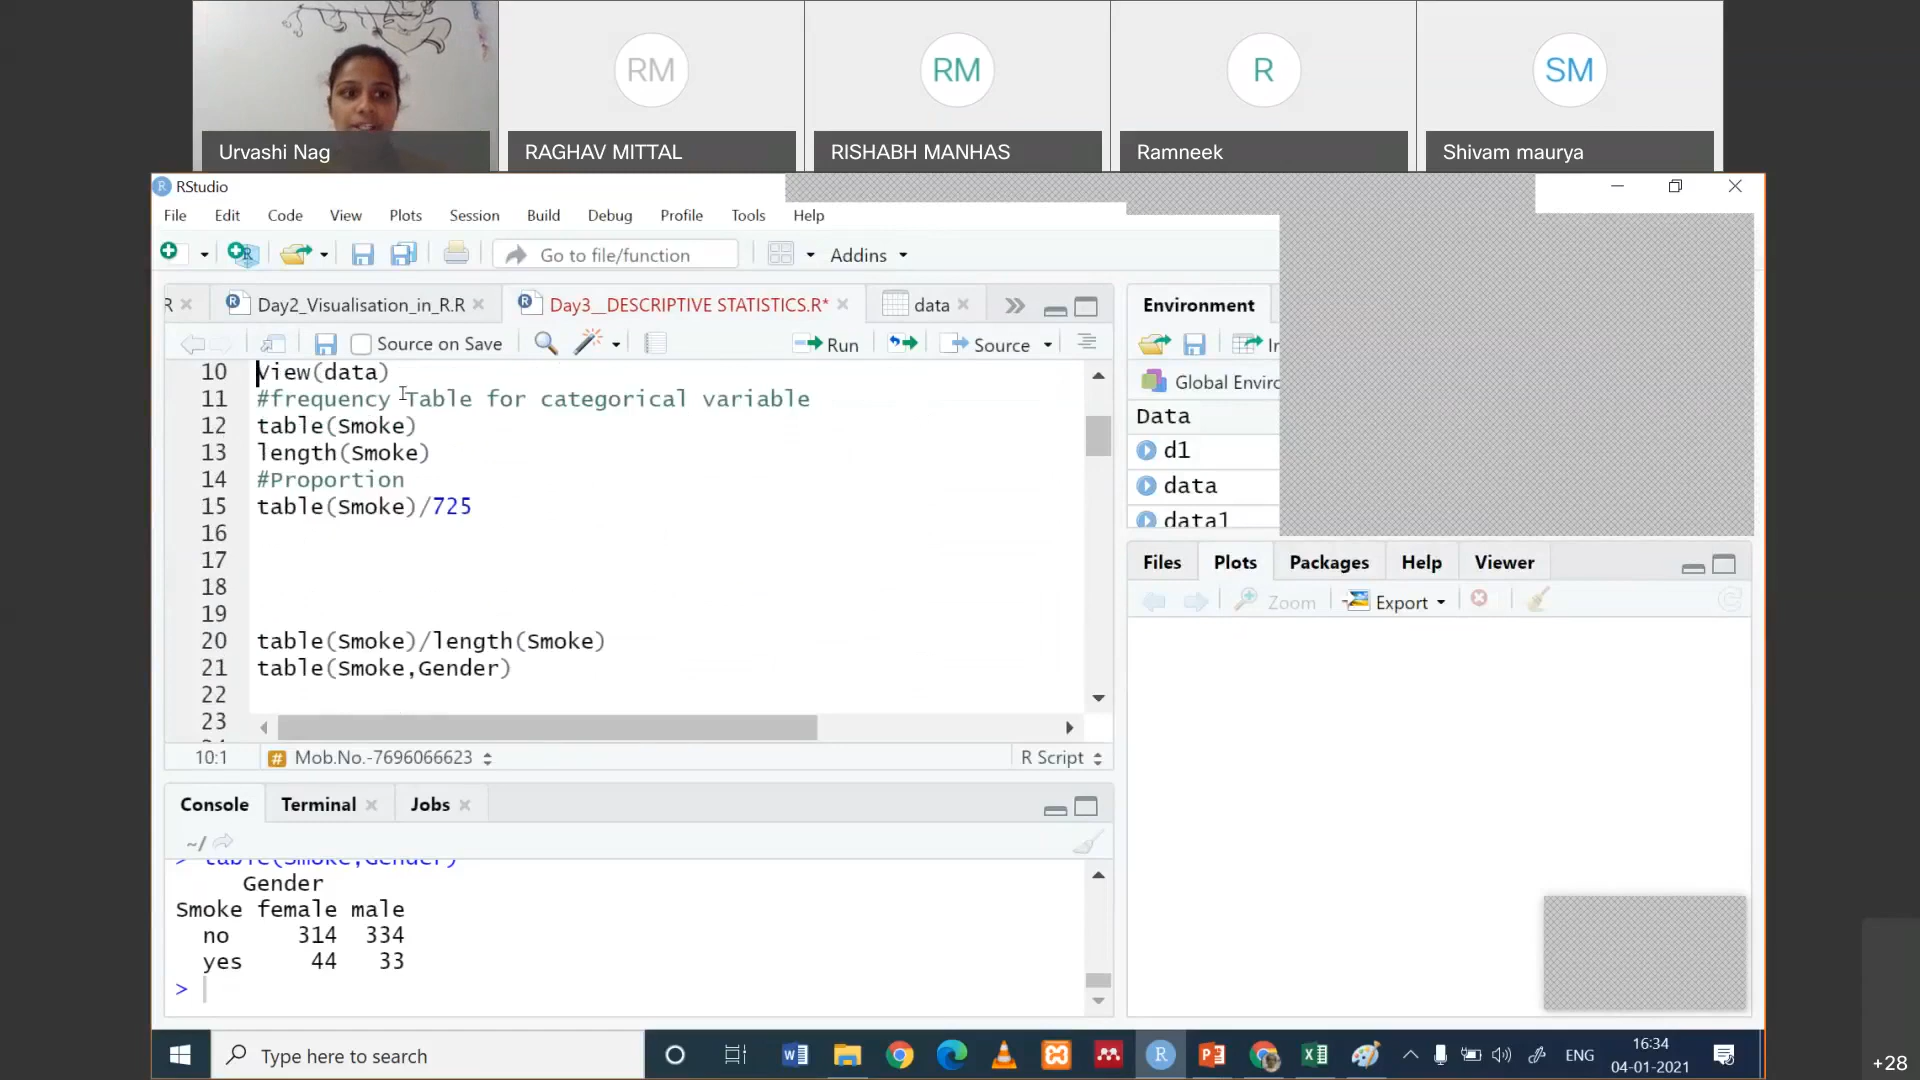 RM
RM
R
SM
Urvashi Nag
RAGHAV MITTAL
RISHABH MANHAS
Ramneek
Shivam maurya
RStudio
File Edit Code View Plots Session Build Debug Profile Tools Help
Go to file/function
Addins
R
Day2_Visualisation_in_R.R
Day3__DESCRIPTIVE STATISTICS.R*
data
Source on Save
Run
Source
10 View(data)
11 #frequency Table for categorical variable
12 table(Smoke)
13 length(Smoke)
14 #Proportion
15 table(Smoke)/725
16
17
18
19
20 table(Smoke)/length(Smoke)
21 table(Smoke,Gender)
22
23
10:1
# Mob.No.-7696066623
R Script
Environment
Global Enviro
Data
d1
data
data1
Files Plots Packages Help Viewer
Zoom
Export
Console Terminal Jobs
~/
> table(Smoke,Gender)
Gender
Smoke female male
no 314 334
yes 44 33
>
Type here to search
ENG
16:34
04-01-2021
+28